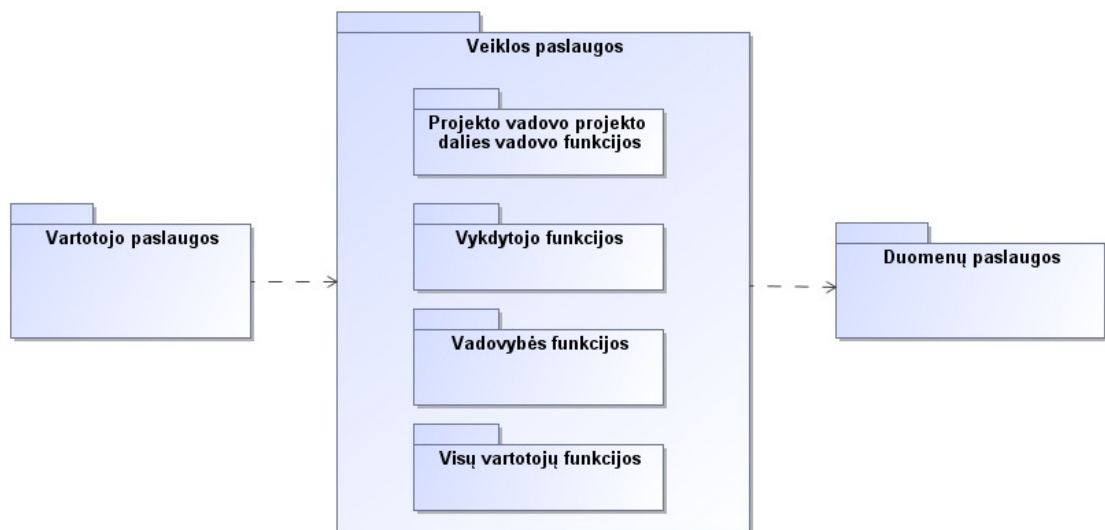 Veiklos paslaugos
Projekto vadovo projekto
dalies vadovo funkcijos
Vartotojo paslaugos
Vykdytojo funkcijos
Duomenų paslaugos
Vadovybės funkcijos
Visų vartotojų funkcijos